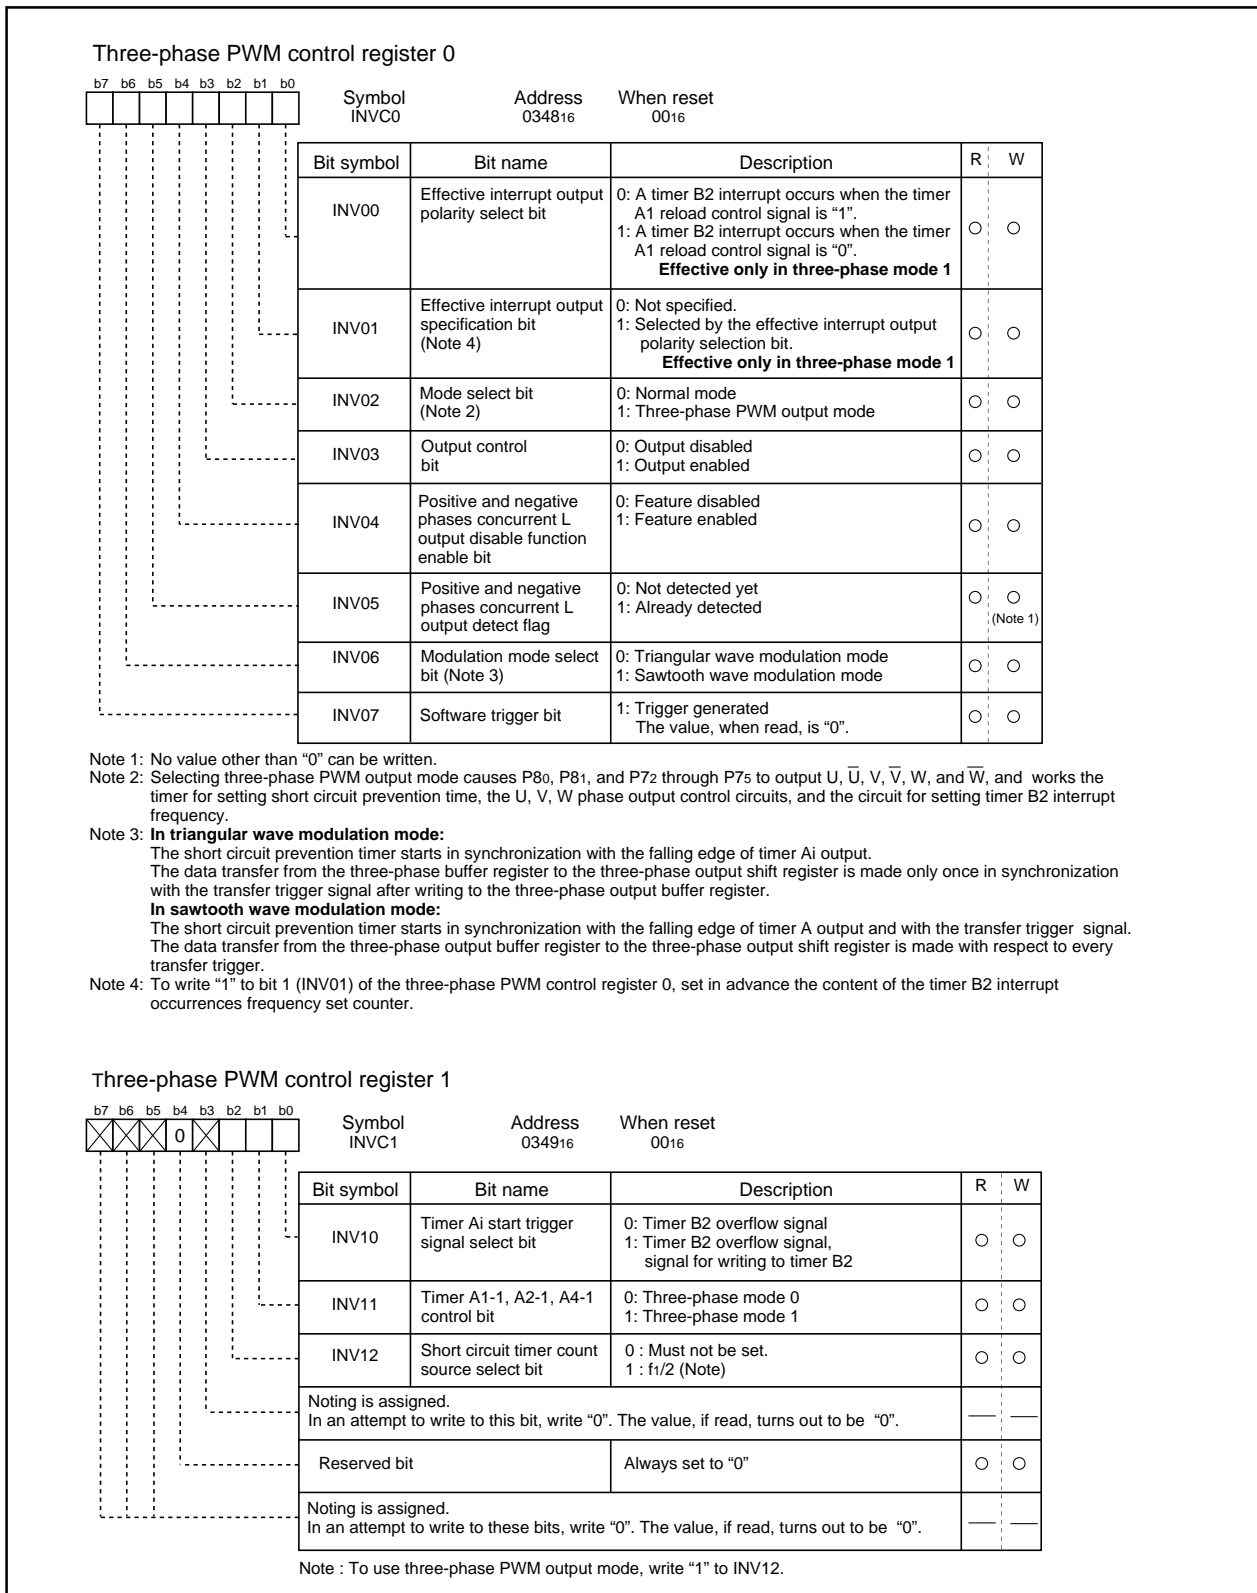 Three-phase PWM control register 0
b7 b6 b5 b4 b3 b2 b1 b0
Symbol Address When reset
INVC0 034816 0016
Bit symbol Bit name Description R W
INV00 Effective interrupt output polarity select bit
0: A timer B2 interrupt occurs when the timer
A1 reload control signal is “1”.
1: A timer B2 interrupt occurs when the timer
A1 reload control signal is “0”.
Effective only in three-phase mode 1
INV01 Effective interrupt output
specification bit
(Note 4)
0: Not specified.
1: Selected by the effective interrupt output
polarity selection bit.
Effective only in three-phase mode 1
INV02 Mode select bit
(Note 2)
0: Normal mode
1: Three-phase PWM output mode
INV03 Output control
bit
0: Output disabled
1: Output enabled
INV04 Positive and negative
phases concurrent L
output disable function
enable bit
0: Feature disabled
1: Feature enabled
INV05 Positive and negative
phases concurrent L
output detect flag
0: Not detected yet
1: Already detected
(Note 1)
INV06 Modulation mode select
bit (Note 3)
0: Triangular wave modulation mode
1: Sawtooth wave modulation mode
INV07 Software trigger bit
1: Trigger generated
The value, when read, is “0”.
Note 1: No value other than “0” can be written.
Note 2: Selecting three-phase PWM output mode causes P80, P81, and P72 through P75 to output U, U̅, V, V̅, W, and W̅, and works the
timer for setting short circuit prevention time, the U, V, W phase output control circuits, and the circuit for setting timer B2 interrupt
frequency.
Note 3: In triangular wave modulation mode:
The short circuit prevention timer starts in synchronization with the falling edge of timer Ai output.
The data transfer from the three-phase buffer register to the three-phase output shift register is made only once in synchronization
with the transfer trigger signal after writing to the three-phase output buffer register.
In sawtooth wave modulation mode:
The short circuit prevention timer starts in synchronization with the falling edge of timer A output and with the transfer trigger signal.
The data transfer from the three-phase output buffer register to the three-phase output shift register is made with respect to every
transfer trigger.
Note 4: To write “1” to bit 1 (INV01) of the three-phase PWM control register 0, set in advance the content of the timer B2 interrupt
occurrences frequency set counter.
Three-phase PWM control register 1
b7 b6 b5 b4 b3 b2 b1 b0
0
Symbol Address When reset
INVC1 034916 0016
Bit symbol Bit name Description R W
INV10 Timer Ai start trigger
signal select bit
0: Timer B2 overflow signal
1: Timer B2 overflow signal,
signal for writing to timer B2
INV11 Timer A1-1, A2-1, A4-1
control bit
0: Three-phase mode 0
1: Three-phase mode 1
INV12 Short circuit timer count
source select bit
0 : Must not be set.
1 : f1/2 (Note)
Noting is assigned.
In an attempt to write to this bit, write “0”. The value, if read, turns out to be “0”.
Reserved bit Always set to “0”
Noting is assigned.
In an attempt to write to these bits, write “0”. The value, if read, turns out to be “0”.
Note : To use three-phase PWM output mode, write “1” to INV12.